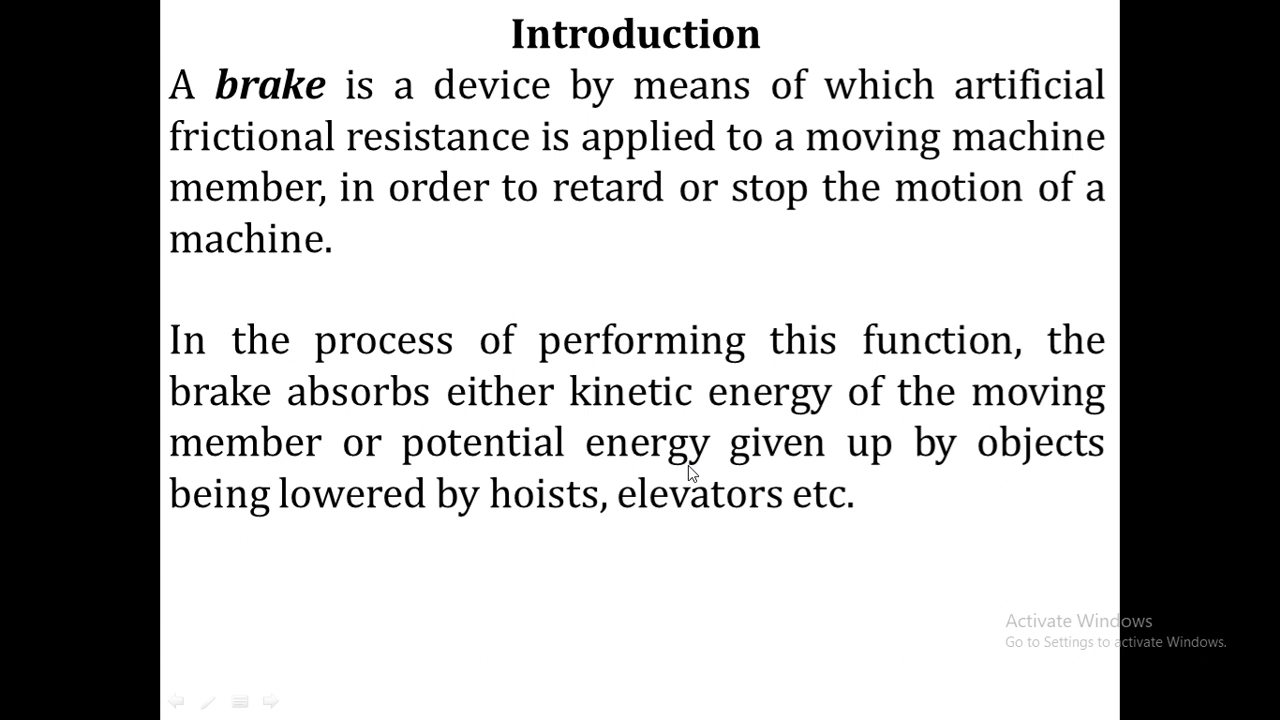 Introduction
A brake is a device by means of which artificial
frictional resistance is applied to a moving machine
member, in order to retard or stop the motion of a
machine.
In the process of performing this function, the
brake absorbs either kinetic energy of the moving
member or potential energy given up by objects
being lowered by hoists, elevators etc.
Activate Windows
Go to Settings to activate Windows.